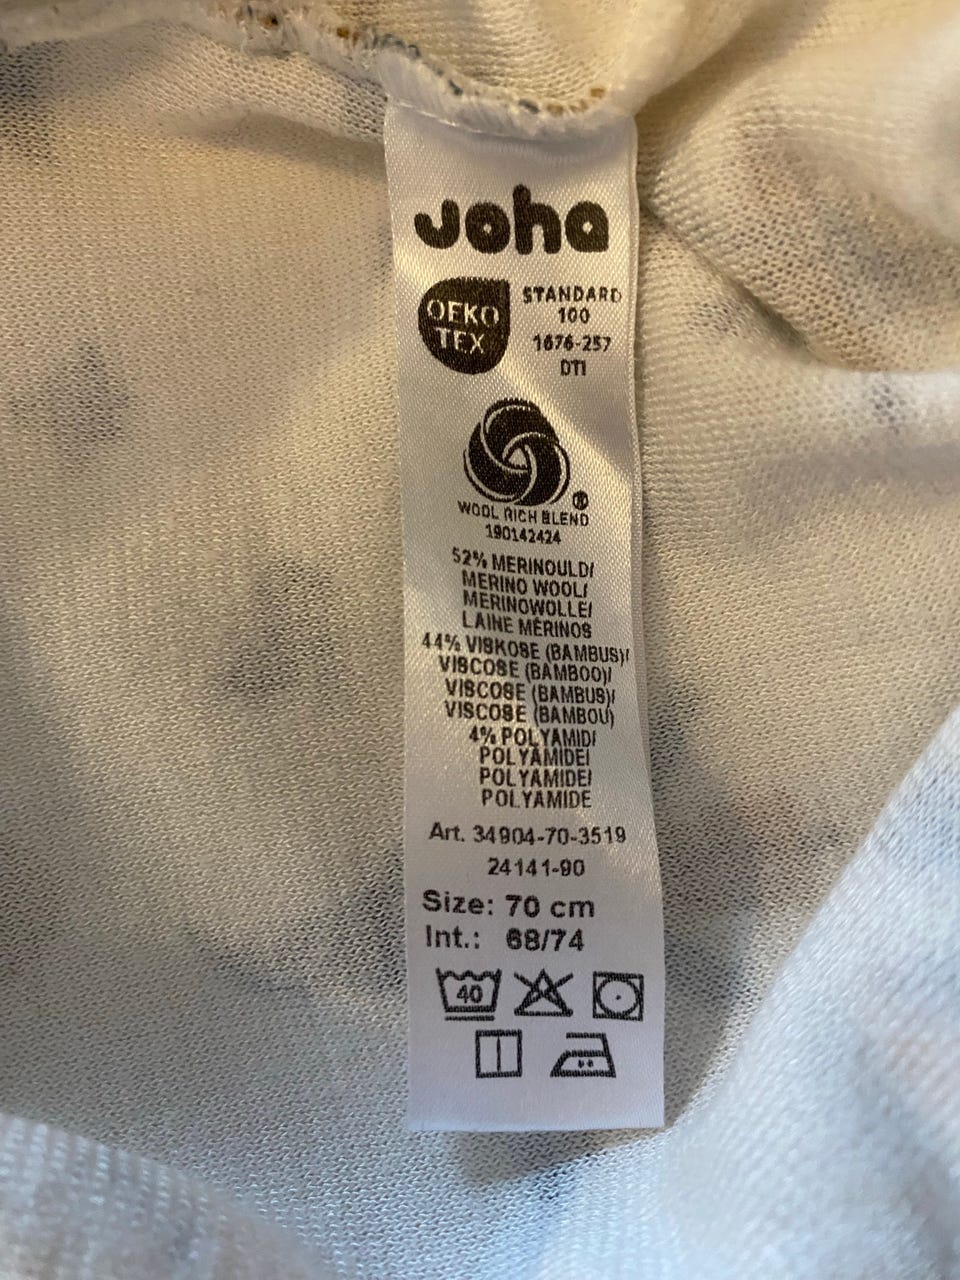 Joha
OEKO
TEX
STANDARD
100
1676-257
DTI
®
WOOL RICH BLEND
190142424
52% MERINOULD/
MERINO WOOL/
MERINOWOLLE/
LAINE MÉRINOS
44% VISKOSE (BAMBUS)/
VISCOSE (BAMBOO)/
VISCOSE (BAMBUS)/
VISCOSE (BAMBOU)
4% POLYAMID/
POLYAMIDE/
POLYAMIDE/
POLYAMIDE
Art. 34904-70-3519
24141-90
Size: 70 cm
Int.: 68/74
40